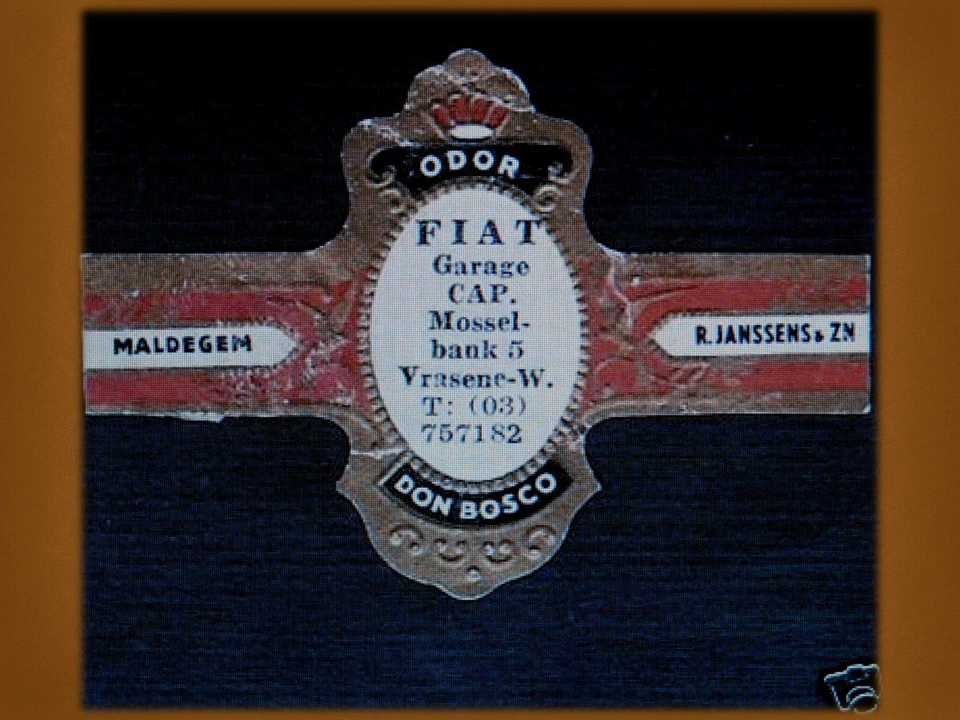 ODOR
FIAT
Garage
CAP.
Mossel-
bank 5
Vrasene-W.
T: (03)
757182
DON BOSCO
MALDEGEM
R. JANSSENS & ZN